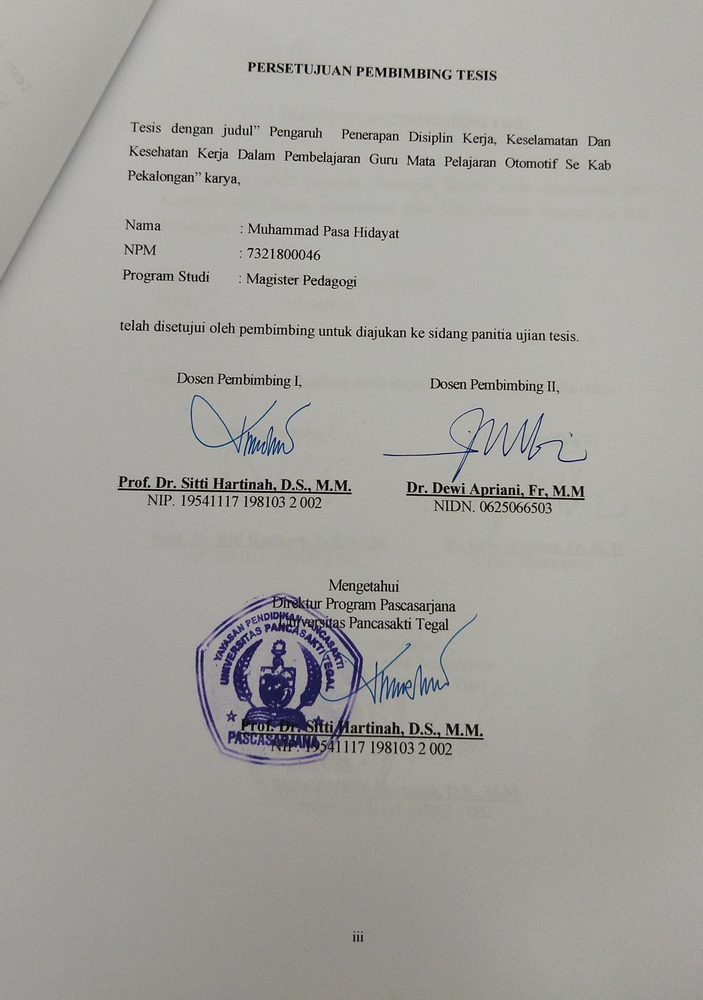 PERSETUJUAN PEMBIMBING TESIS
Tesis dengan judul” Pengaruh Penerapan Disiplin Kerja, Keselamatan Dan
Kesehatan Kerja Dalam Pembelajaran Guru Mata Pelajaran Otomotif Se Kab
Pekalongan” karya,
Nama : Muhammad Pasa Hidayat
NPM : 7321800046
Program Studi : Magister Pedagogi
telah disetujui oleh pembimbing untuk diajukan ke sidang panitia ujian tesis.
Dosen Pembimbing I,
Dosen Pembimbing II,
Prof. Dr. Sitti Hartinah, D.S., M.M.
NIP. 19541117 198103 2 002
Dr. Dewi Apriani, Fr, M.M
NIDN. 0625066503
Mengetahui
Direktur Program Pascasarjana
Universitas Pancasakti Tegal
YAYASAN PENDIDIKAN PANCASAKTI
UNIVERSITAS PANCASAKTI TEGAL
PASCASARJANA
Prof. Dr. Sitti Hartinah, D.S., M.M.
NIP. 19541117 198103 2 002
iii